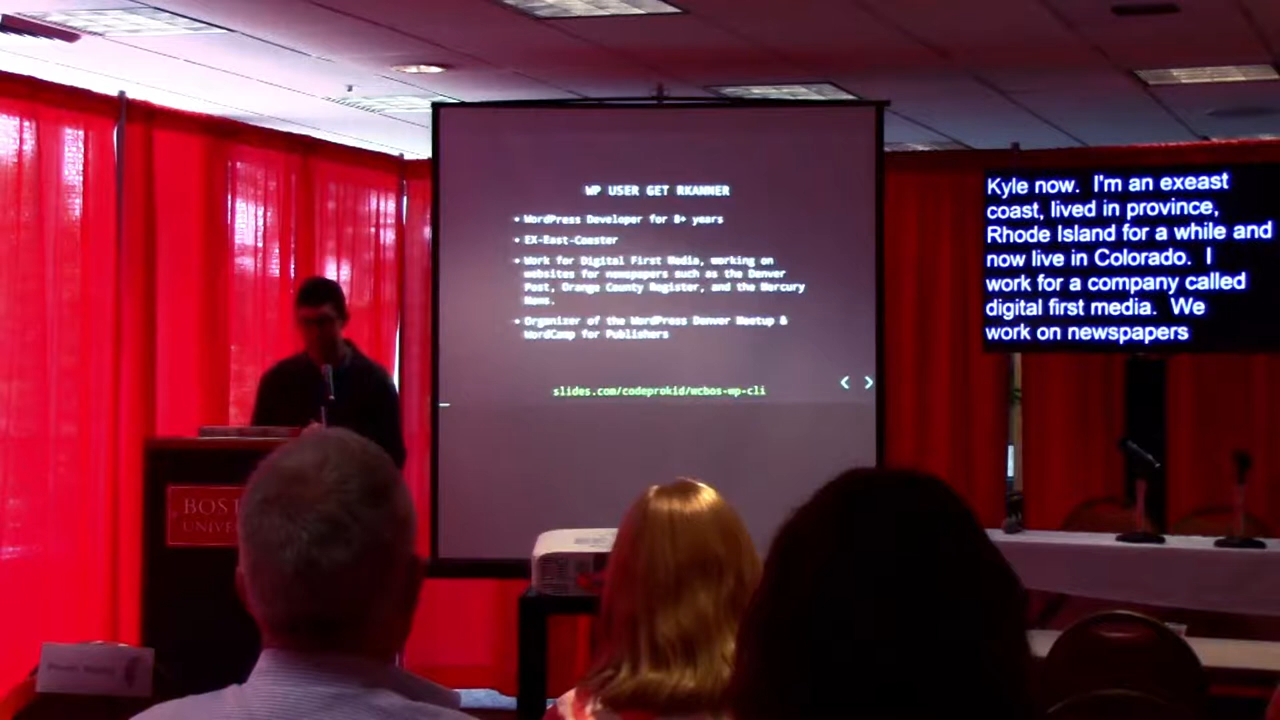 WP USER GET RKANNER
• WordPress Developer for 8+ years
• EX-East-Coaster
• Work for Digital First Media, working on
websites for newspapers such as the Denver
Post, Orange County Register, and the Mercury
News.
• Organizer of the WordPress Denver Meetup &
WordCamp for Publishers
slides.com/codeprokid/wcbos-wp-cli
Kyle now. I'm an exeast
coast, lived in province,
Rhode Island for a while and
now live in Colorado. I
work for a company called
digital first media. We
work on newspapers
BOST
UNIVE